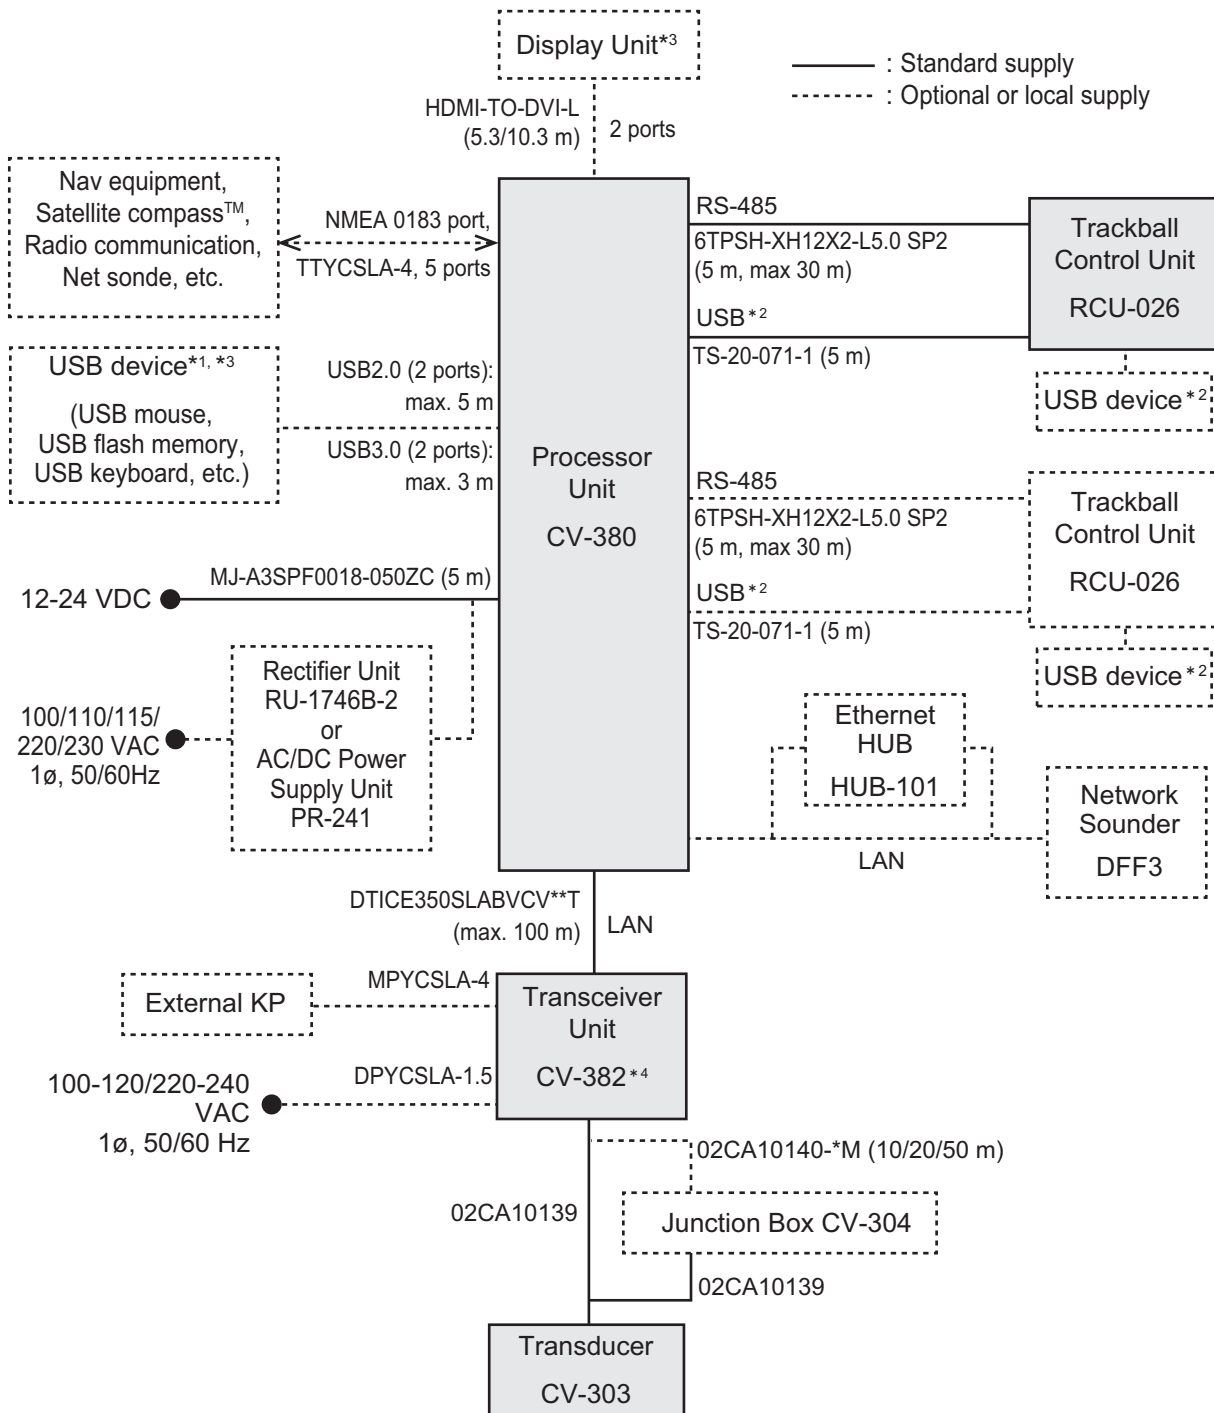 Display Unit*3
: Standard supply
: Optional or local supply
HDMI-TO-DVI-L
(5.3/10.3 m)
2 ports
Nav equipment,
Satellite compass™,
Radio communication,
Net sonde, etc.
NMEA 0183 port,
TTYCSLA-4, 5 ports
RS-485
6TPSH-XH12X2-L5.0 SP2
(5 m, max 30 m)
USB*2
TS-20-071-1 (5 m)
Trackball
Control Unit
RCU-026
USB device*2
USB device*1, *3
(USB mouse,
USB flash memory,
USB keyboard, etc.)
USB2.0 (2 ports):
max. 5 m
USB3.0 (2 ports):
max. 3 m
Processor
Unit
CV-380
RS-485
6TPSH-XH12X2-L5.0 SP2
(5 m, max 30 m)
USB*2
TS-20-071-1 (5 m)
Trackball
Control Unit
RCU-026
USB device*2
12-24 VDC
MJ-A3SPF0018-050ZC (5 m)
100/110/115/
220/230 VAC
1ø, 50/60Hz
Rectifier Unit
RU-1746B-2
or
AC/DC Power
Supply Unit
PR-241
Ethernet
HUB
HUB-101
LAN
Network
Sounder
DFF3
DTICE350SLABVCV**T
(max. 100 m)
LAN
External KP
MPYCSLA-4
Transceiver
Unit
CV-382*4
100-120/220-240
VAC
1ø, 50/60 Hz
DPYCSLA-1.5
02CA10140-*M (10/20/50 m)
02CA10139
Junction Box CV-304
02CA10139
Transducer
CV-303